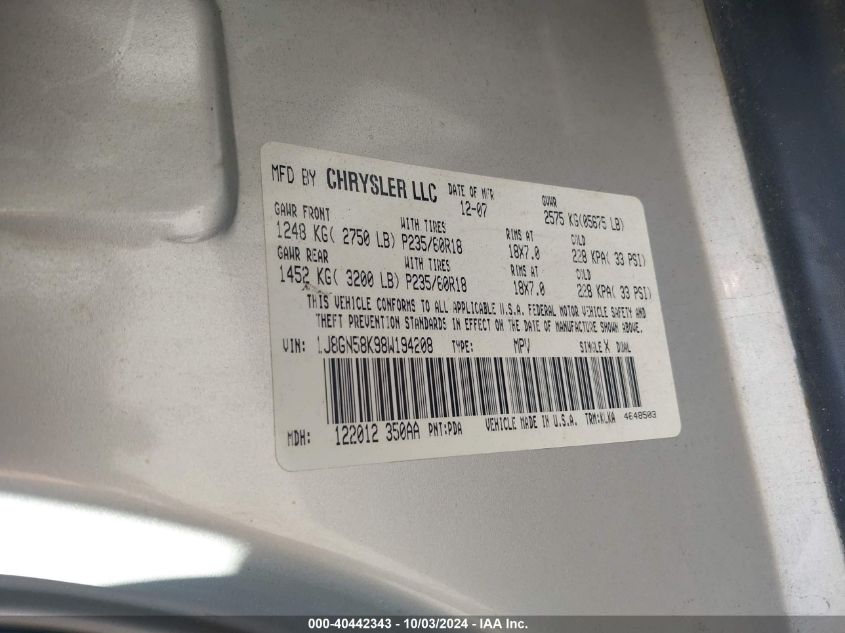 MFD BY CHRYSLER LLC DATE OF MFR 12-07 GVWR 2575 KG(05675 LB)
GAWR FRONT WITH TIRES RIMS AT COLD
1248 KG( 2750 LB) P235/60R18 18X7.0 228 KPA( 33 PSI)
GAWR REAR WITH TIRES RIMS AT COLD
1452 KG( 3200 LB) P235/60R18 18X7.0 228 KPA( 33 PSI)
THIS VEHICLE CONFORMS TO ALL APPLICABLE U.S.A. FEDERAL MOTOR VEHICLE SAFETY AND
THEFT PREVENTION STANDARDS IN EFFECT ON THE DATE OF MANUFACTURE SHOWN ABOVE.
VIN: 1J8GN58K98W194208 TYPE: MPV SINGLE X DUAL
MDH: 122012 350AA PNT:PDA VEHICLE MADE IN U.S.A. TRM:KLKA 4648503
000-40442343 - 10/03/2024 - IAA Inc.